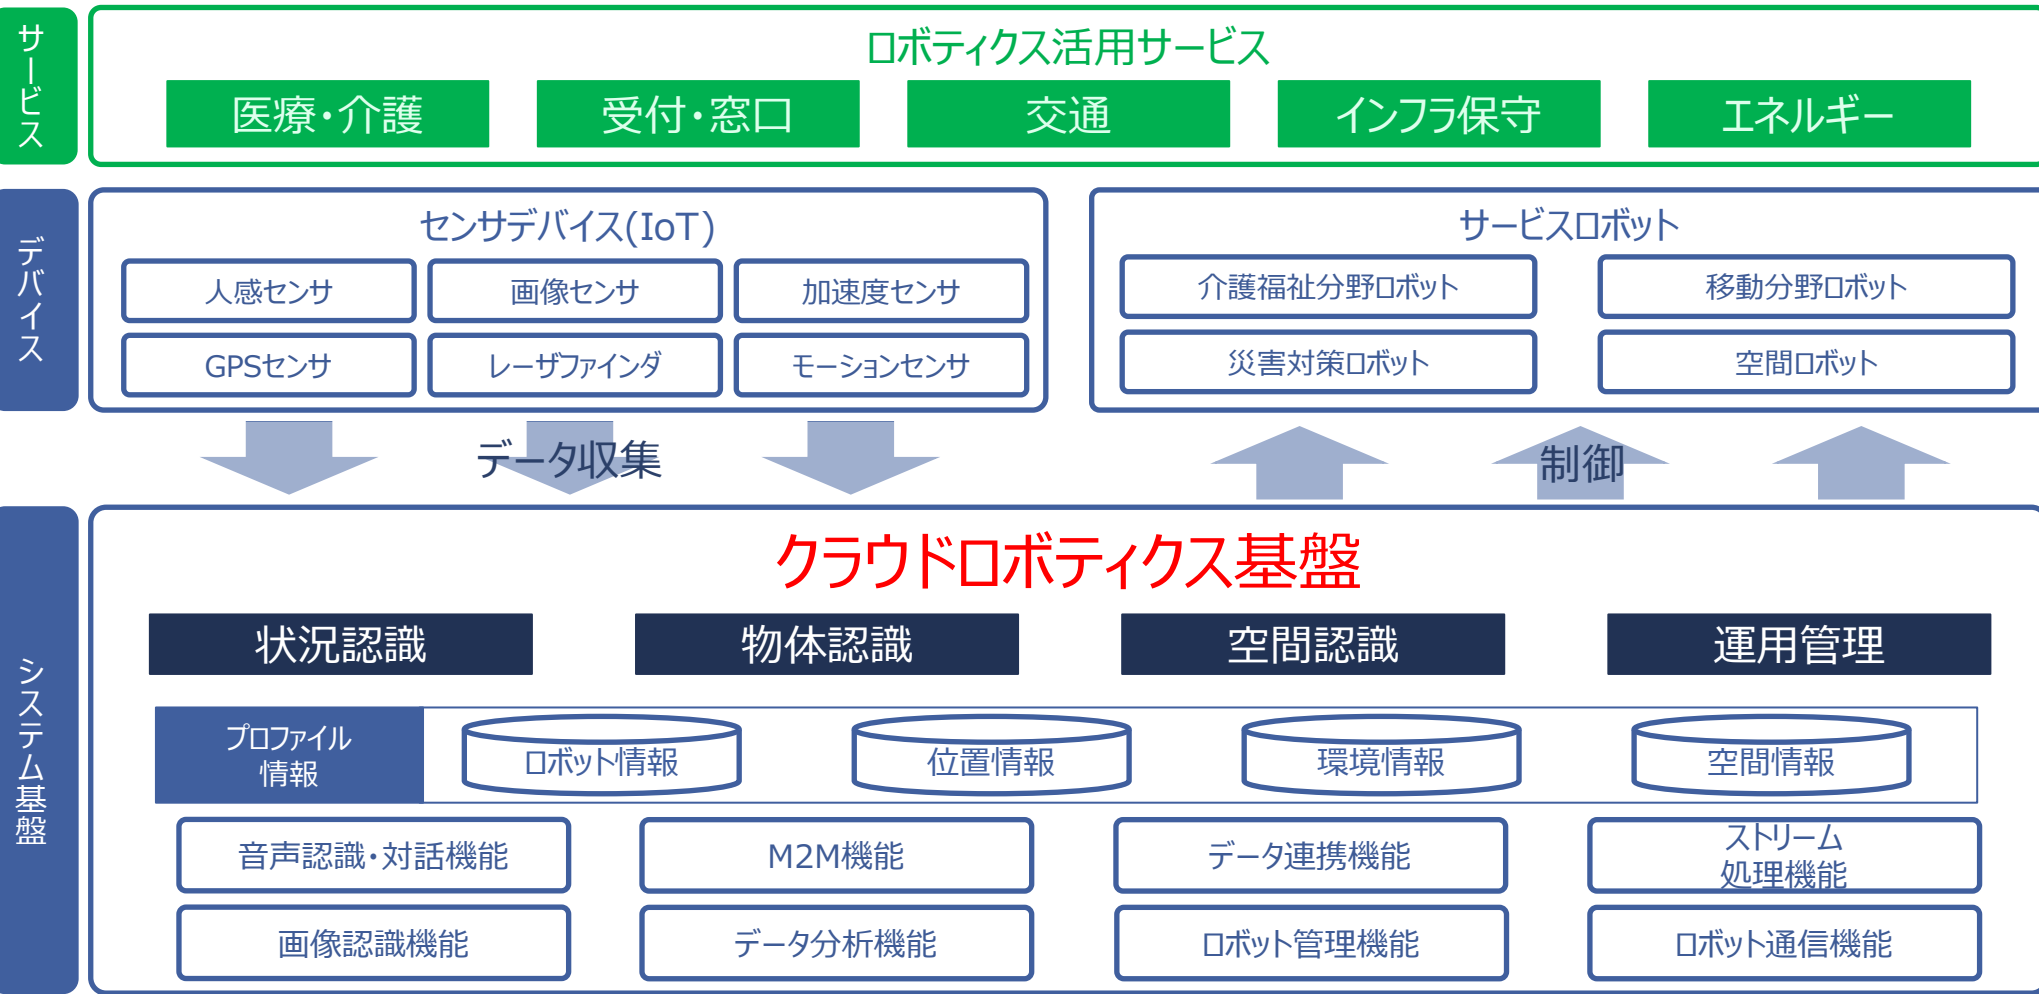 サービス
ロボティクス活用サービス
医療・介護
受付・窓口
交通
インフラ保守
エネルギー
デバイス
センサデバイス(IoT)
人感センサ
画像センサ
加速度センサ
GPSセンサ
レーザファインダ
モーションセンサ
サービスロボット
介護福祉分野ロボット
移動分野ロボット
災害対策ロボット
空間ロボット
データ収集
制御
システム基盤
クラウドロボティクス基盤
状況認識
物体認識
空間認識
運用管理
プロファイル
情報
ロボット情報
位置情報
環境情報
空間情報
音声認識・対話機能
M2M機能
データ連携機能
ストリーム
処理機能
画像認識機能
データ分析機能
ロボット管理機能
ロボット通信機能